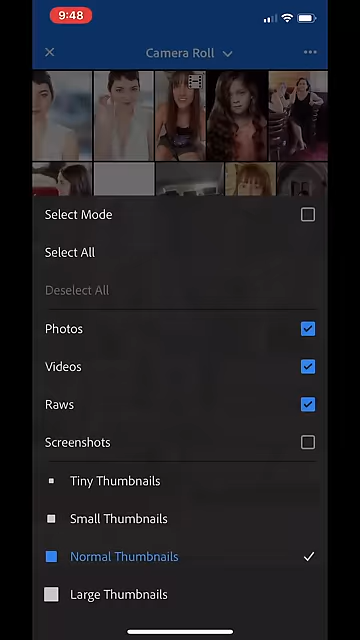 9:48
Camera Roll
Select Mode
Select All
Deselect All
Photos
Videos
Raws
Screenshots
Tiny Thumbnails
Small Thumbnails
Normal Thumbnails
Large Thumbnails